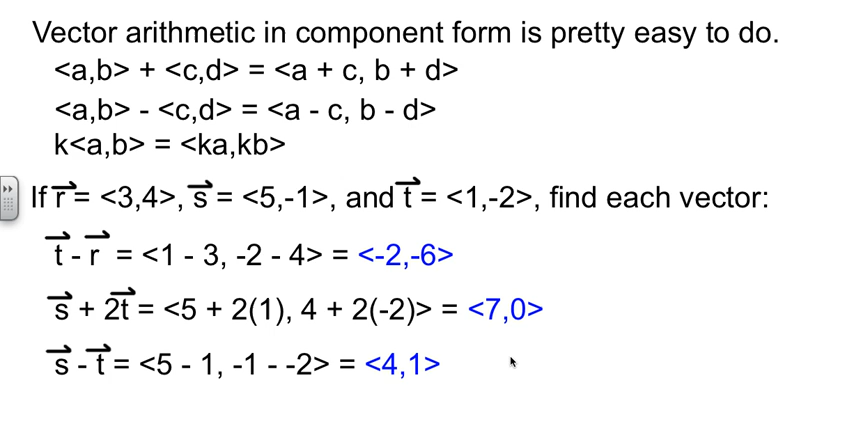 Vector arithmetic in component form is pretty easy to do.
<a,b> + <c,d> = <a + c, b + d>
<a,b> - <c,d> = <a - c, b - d>
k<a,b> = <ka,kb>
If r⃗ = <3,4>, s⃗ = <5,-1>, and t⃗ = <1,-2>, find each vector:
t⃗ - r⃗ = <1 - 3, -2 - 4> = <-2,-6>
s⃗ + 2t⃗ = <5 + 2(1), 4 + 2(-2)> = <7,0>
s⃗ - t⃗ = <5 - 1, -1 - -2> = <4,1>